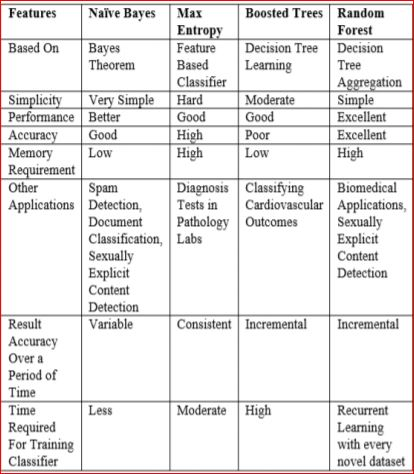 Features Naïve Bayes Max Entropy Boosted Trees Random Forest
Based On Bayes Theorem Feature Based Classifier Decision Tree Learning Decision Tree Aggregation
Simplicity Very Simple Hard Moderate Simple
Performance Better Good Good Excellent
Accuracy Good High Poor Excellent
Memory Requirement Low High Low High
Other Applications Spam Detection, Document Classification, Sexually Explicit Content Detection Diagnosis Tests in Pathology Labs Classifying Cardiovascular Outcomes Biomedical Applications, Sexually Explicit Content Detection
Result Accuracy Over a Period of Time Variable Consistent Incremental Incremental
Time Required For Training Classifier Less Moderate High Recurrent Learning with every novel dataset